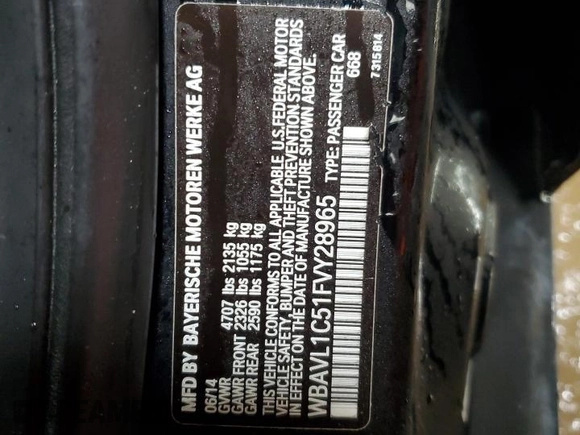 MFD BY BAYERISCHE MOTOREN WERKE AG
06/14
GVWR 4707 lbs 2135 kg
GAWR FRONT 2326 lbs 1055 kg
GAWR REAR 2590 lbs 1175 kg
THIS VEHICLE CONFORMS TO ALL APPLICABLE U.S. FEDERAL MOTOR
VEHICLE SAFETY, BUMPER AND THEFT PREVENTION STANDARDS
IN EFFECT ON THE DATE OF MANUFACTURE SHOWN ABOVE.
WBAVL1C51FVY28965 TYPE: PASSENGER CAR
668
7 315 814